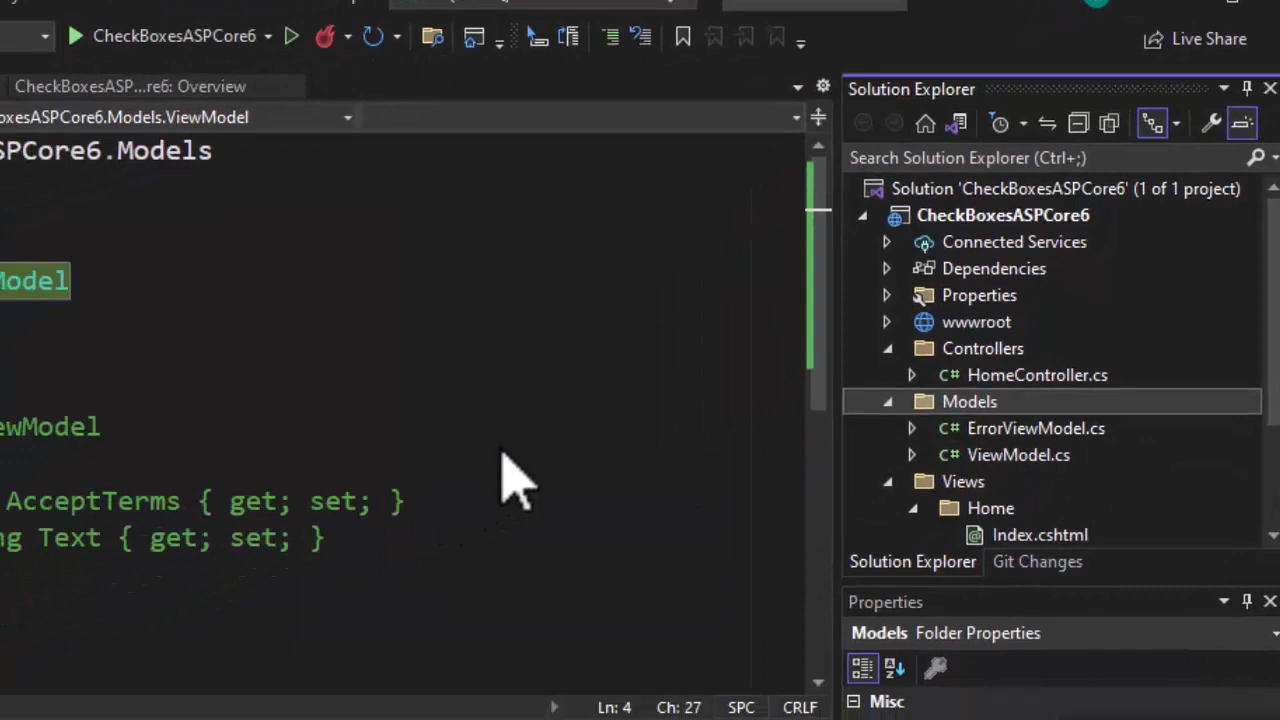 CheckBoxesASPCore6
Live Share
CheckBoxesASP...re6: Overview
oxesASPCore6.Models.ViewModel
SPCore6.Models
Model
ewModel
AcceptTerms { get; set; }
ng Text { get; set; }
Ln: 4 Ch: 27 SPC CRLF
Solution Explorer
Search Solution Explorer (Ctrl+;)
Solution 'CheckBoxesASPCore6' (1 of 1 project)
CheckBoxesASPCore6
Connected Services
Dependencies
Properties
wwwroot
Controllers
C# HomeController.cs
Models
C# ErrorViewModel.cs
C# ViewModel.cs
Views
Home
Index.cshtml
Solution Explorer Git Changes
Properties
Models Folder Properties
Misc